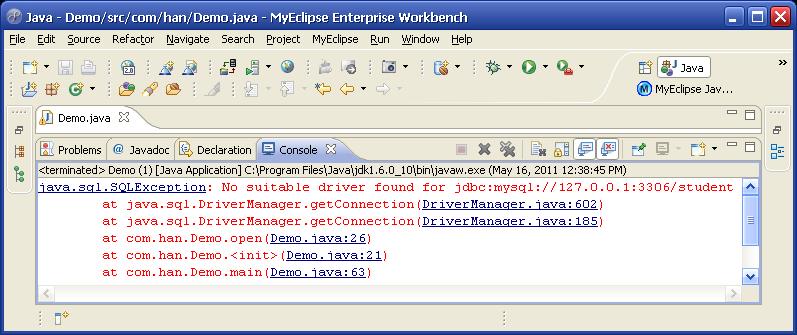 Java - Demo/src/com/han/Demo.java - MyEclipse Enterprise Workbench
File Edit Source Refactor Navigate Search Project MyEclipse Run Window Help
2.0
Java
MyEclipse Jav...
Demo.java
Problems @ Javadoc Declaration Console
<terminated> Demo (1) [Java Application] C:\Program Files\Java\jdk1.6.0_10\bin\javaw.exe (May 16, 2011 12:38:45 PM)
java.sql.SQLException: No suitable driver found for jdbc:mysql://127.0.0.1:3306/student
at java.sql.DriverManager.getConnection(DriverManager.java:602)
at java.sql.DriverManager.getConnection(DriverManager.java:185)
at com.han.Demo.open(Demo.java:26)
at com.han.Demo.<init>(Demo.java:21)
at com.han.Demo.main(Demo.java:63)